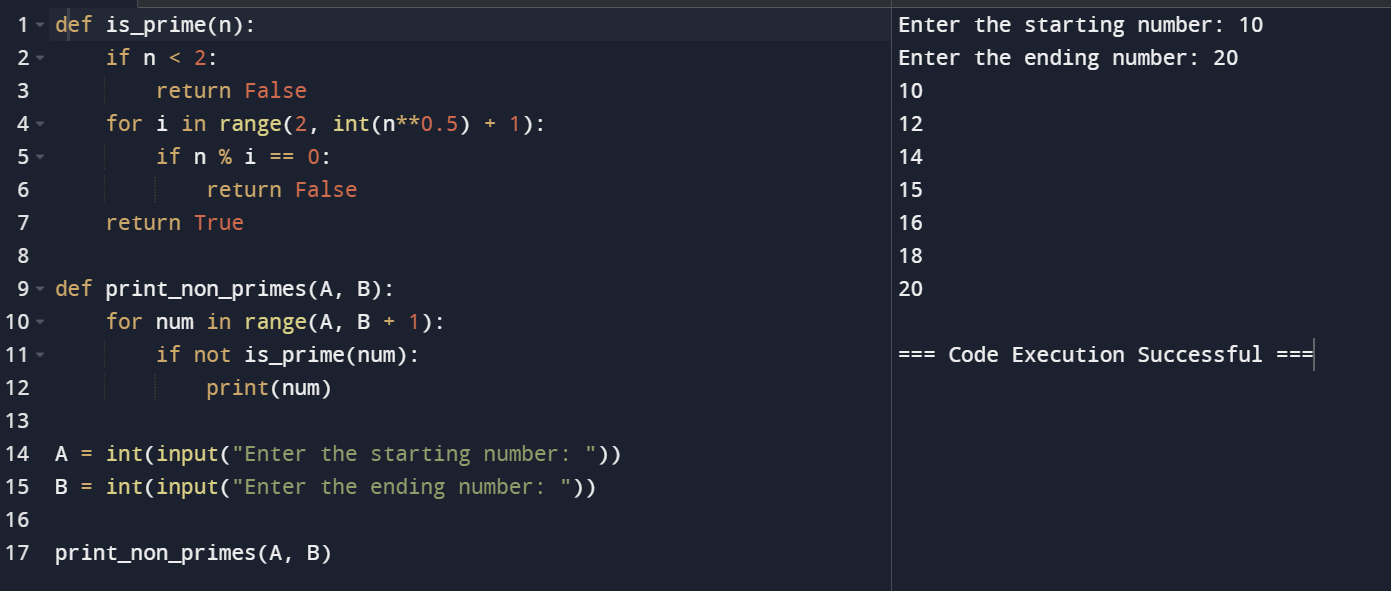 1 def is_prime(n):
2     if n < 2:
3         return False
4     for i in range(2, int(n**0.5) + 1):
5         if n % i == 0:
6             return False
7     return True
8
9 def print_non_primes(A, B):
10     for num in range(A, B + 1):
11         if not is_prime(num):
12             print(num)
13
14 A = int(input("Enter the starting number: "))
15 B = int(input("Enter the ending number: "))
16
17 print_non_primes(A, B)
Enter the starting number: 10
Enter the ending number: 20
10
12
14
15
16
18
20
=== Code Execution Successful ===